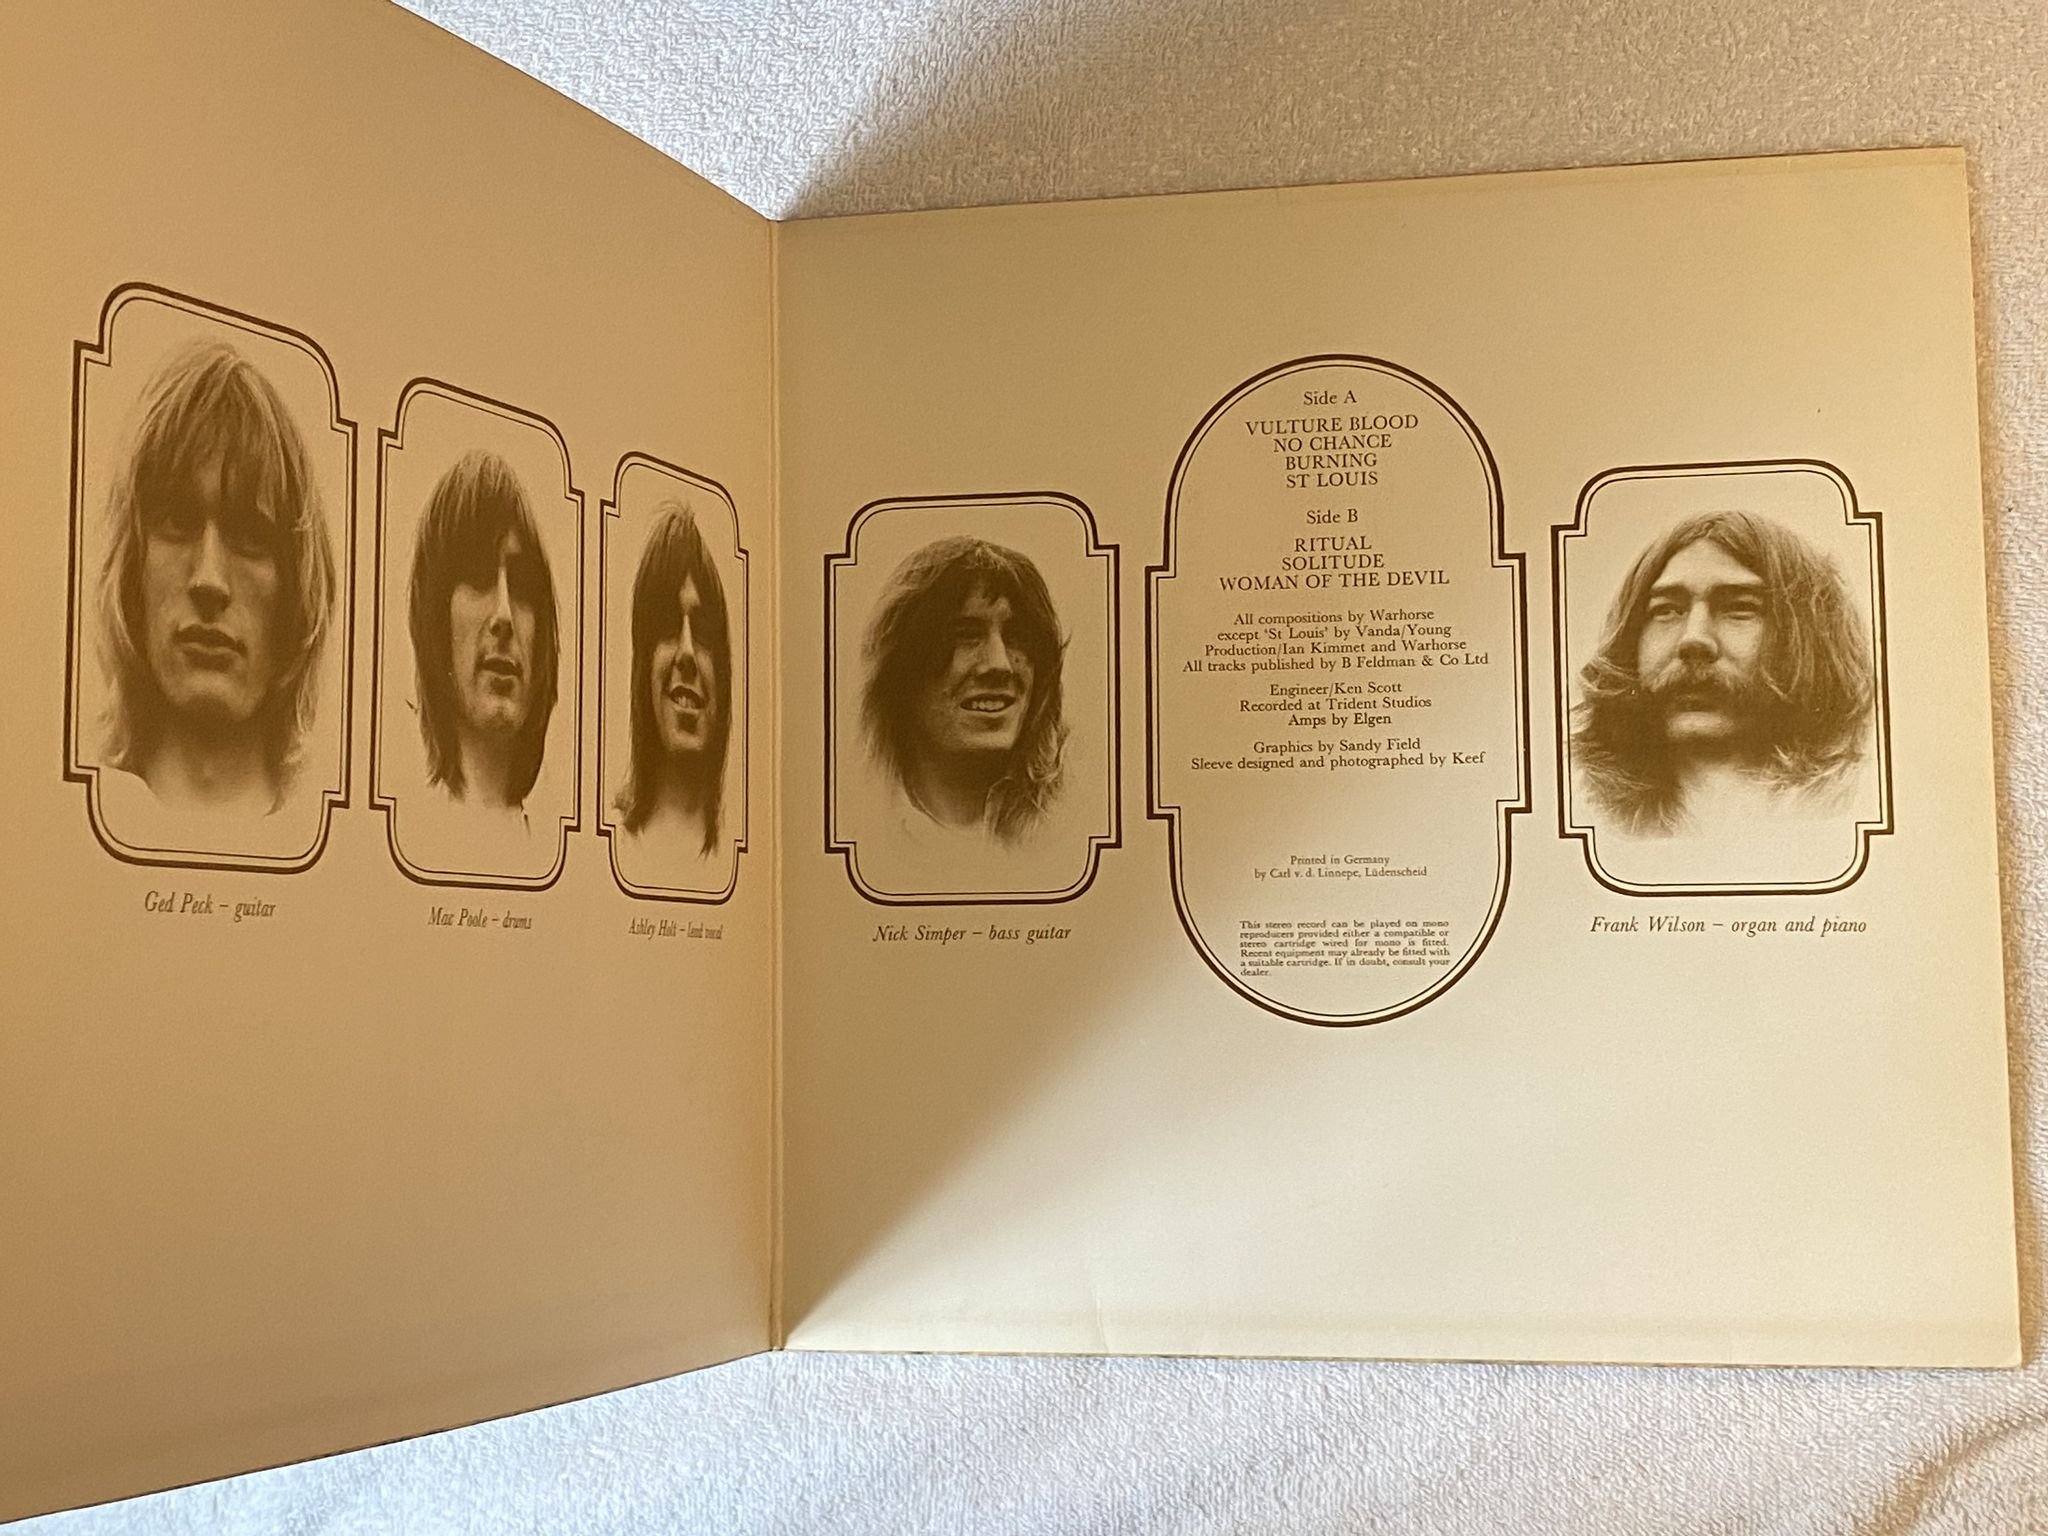 Ged Peck – guitar
Mac Poole – drums
Ashley Holt – lead vocal
Nick Simper – bass guitar
Side A
VULTURE BLOOD
NO CHANCE
BURNING
ST LOUIS
Side B
RITUAL
SOLITUDE
WOMAN OF THE DEVIL
All compositions by Warhorse
except ‘St Louis’ by Vanda/Young
Production/Ian Kimmet and Warhorse
All tracks published by B Feldman & Co Ltd
Engineer/Ken Scott
Recorded at Trident Studios
Amps by Elgen
Graphics by Sandy Field
Sleeve designed and photographed by Keef
Printed in Germany
by Carl v. d. Linnepe, Lüdenscheid
This stereo record can be played on mono
reproducers provided either a compatible or
stereo cartridge wired for mono is fitted.
Recent equipment may already be fitted with
a suitable cartridge. If in doubt, consult your
dealer.
Frank Wilson – organ and piano